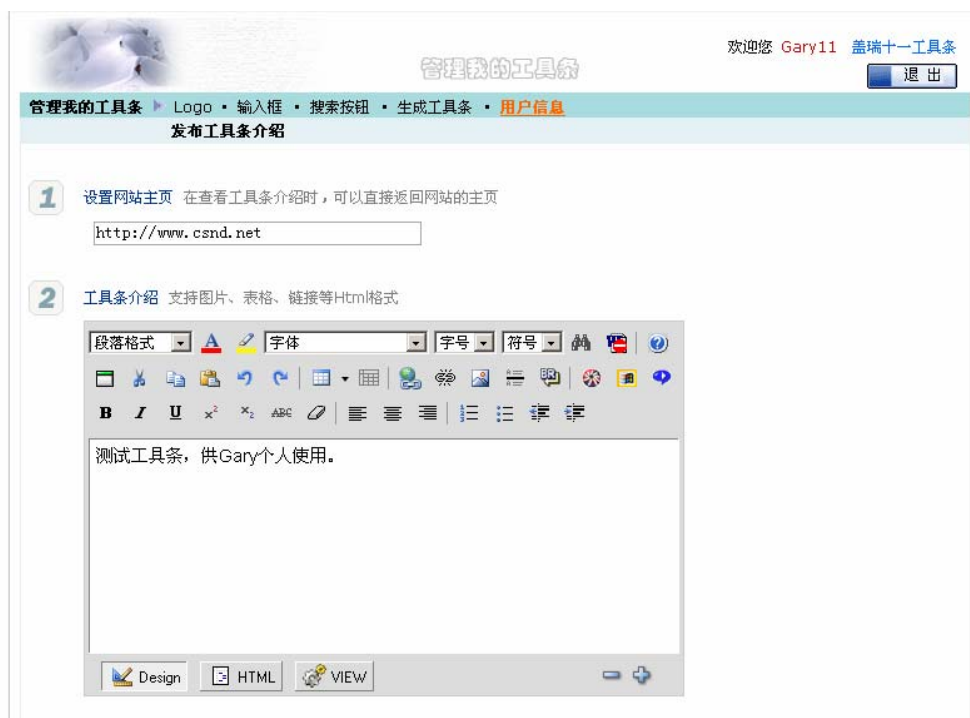 欢迎您 Gary11 盖瑞十一工具条
管理我的工具条
退 出
管理我的工具条 Logo • 输入框 • 搜索按钮 • 生成工具条 • 用户信息
发布工具条介绍
1 设置网站主页 在查看工具条介绍时，可以直接返回网站的主页
http://www.csnd.net
2 工具条介绍 支持图片、表格、链接等Html格式
段落格式 A 字体 字号 符号
B I U x² ×₂ ABC
测试工具条，供Gary个人使用。
Design HTML VIEW